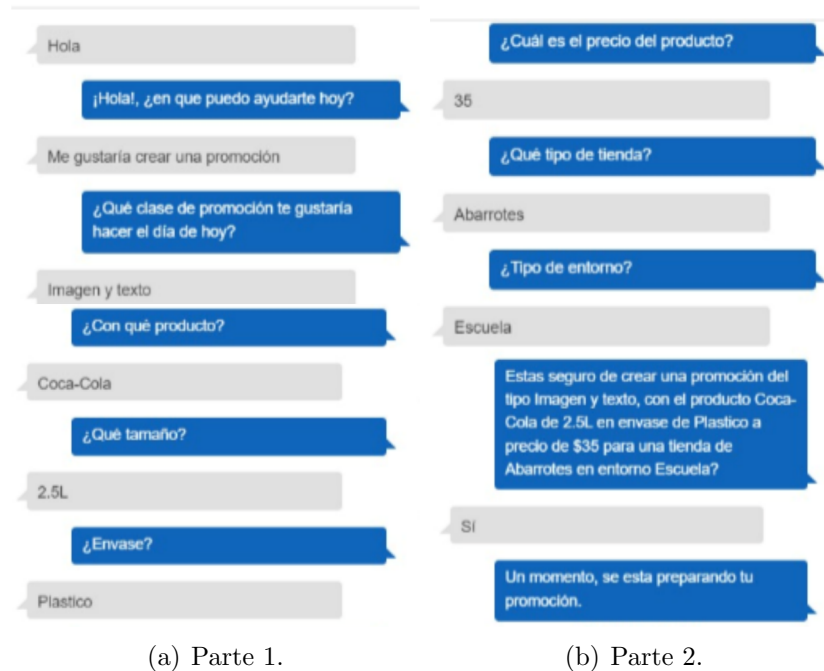 Hola
¡Hola!, ¿en que puedo ayudarte hoy?
Me gustaría crear una promoción
¿Qué clase de promoción te gustaría
hacer el día de hoy?
Imagen y texto
¿Con qué producto?
Coca-Cola
¿Qué tamaño?
2.5L
¿Envase?
Plastico
(a) Parte 1.
¿Cuál es el precio del producto?
35
¿Qué tipo de tienda?
Abarrotes
¿Tipo de entorno?
Escuela
Estas seguro de crear una promoción del
tipo Imagen y texto, con el producto Coca-
Cola de 2.5L en envase de Plastico a
precio de $35 para una tienda de
Abarrotes en entorno Escuela?
Sí
Un momento, se esta preparando tu
promoción.
(b) Parte 2.